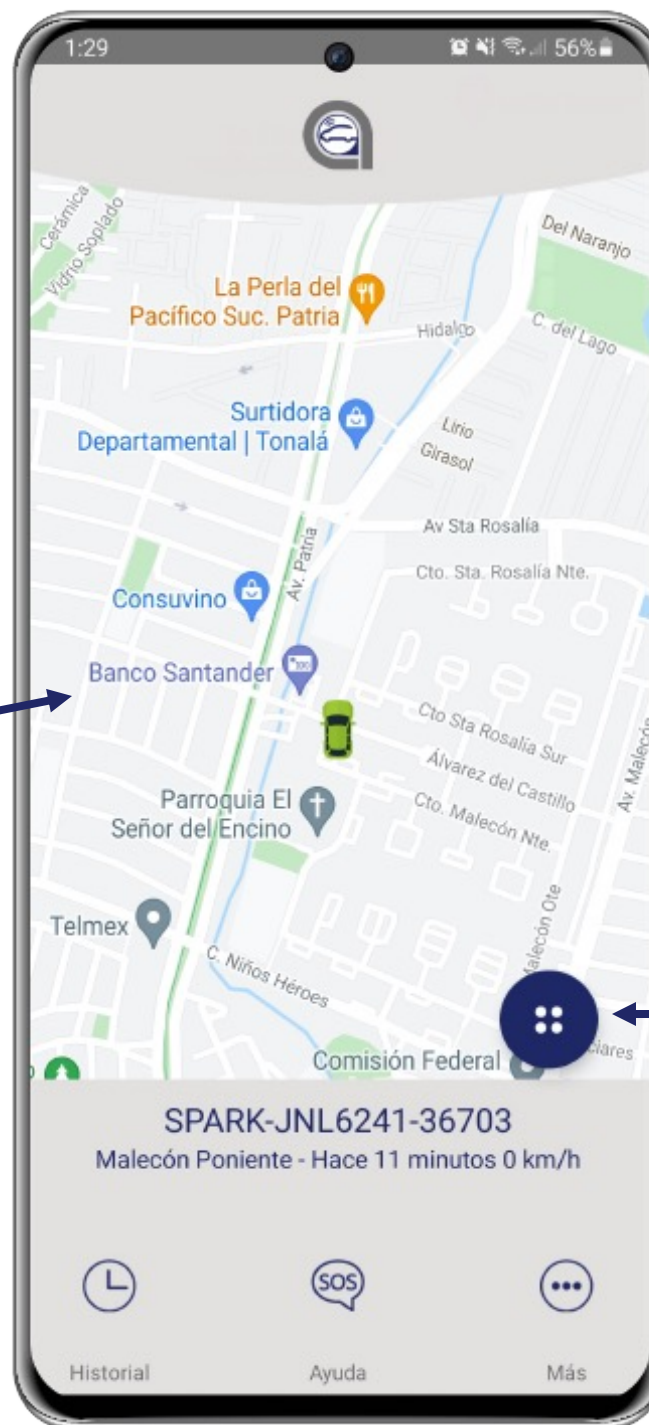 1:29
56%
Cerámica
Vidrio Soplado
Del Naranjo
La Perla del
Pacífico Suc. Patria
Hidalgo
C. del Lago
Surtidora
Departamental | Tonalá
Lirio
Girasol
Av Sta Rosalía
Av. Patria
Cto. Sta. Rosalía Nte.
Consuvino
Banco Santander
Cto Sta Rosalía Sur
Álvarez del Castillo
Av. Malecón
Parroquia El
Señor del Encino
Cto. Malecón Nte.
Malecón Ote
Telmex
C. Niños Héroes
Comisión Federal
SPARK-JNL6241-36703
Malecón Poniente - Hace 11 minutos 0 km/h
SOS
Historial
Ayuda
Más